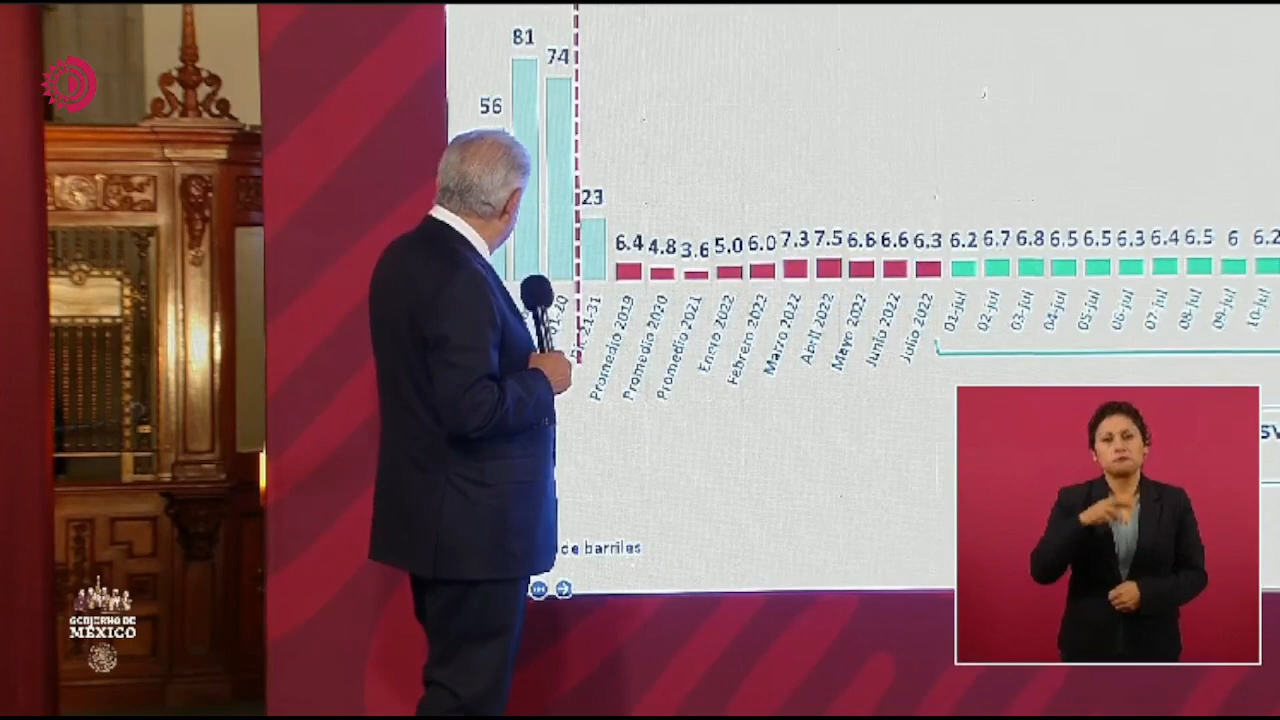 81
74
56
23
6.4 4.8 3.6 5.0 6.0 7.3 7.5 6.6 6.6 6.3 6.2 6.7 6.8 6.5 6.5 6.3 6.4 6.5 6 6.2
Promedio 2019
Promedio 2020
Promedio 2021
Enero 2022
Febrero 2022
Marzo 2022
Abril 2022
Mayo 2022
Junio 2022
Julio 2022
01-jul
02-jul
03-jul
04-jul
05-jul
06-jul
07-jul
08-jul
09-jul
10-jul
de barriles
GOBIERNO DE
MÉXICO